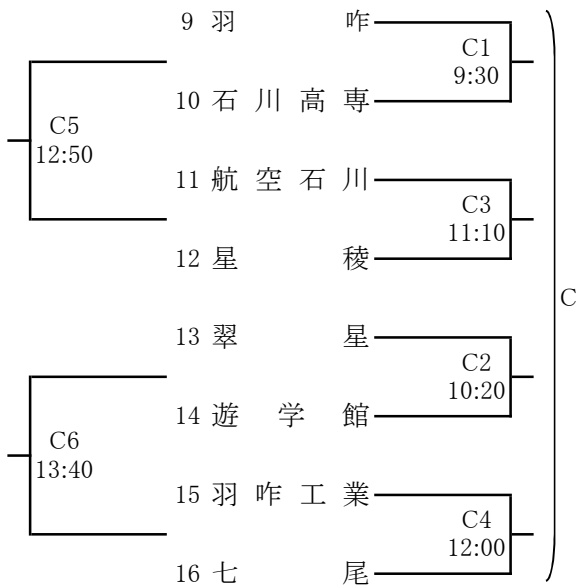 9 羽咋
C1
9:30
10 石川高専
C5
12:50
11 航空石川
C3
11:10
12 星稜
C
13 翠星
C2
10:20
14 遊学館
C6
13:40
15 羽咋工業
C4
12:00
16 七尾